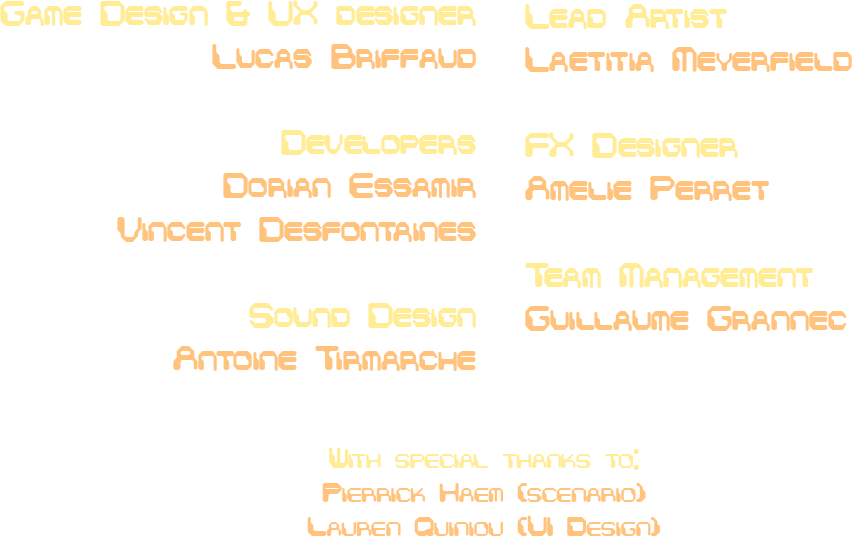 Game Design & UX designer
Lucas Briffaud
Developers
Dorian Essamir
Vincent Desfontaines
Sound Design
Antoine Tirmarche
Lead Artist
Laetitia Meyerfield
FX Designer
Amelie Perret
Team Management
Guillaume Grannec
With special thanks to:
Pierrick Haem (scenario)
Lauren Quiniou (UI Design)